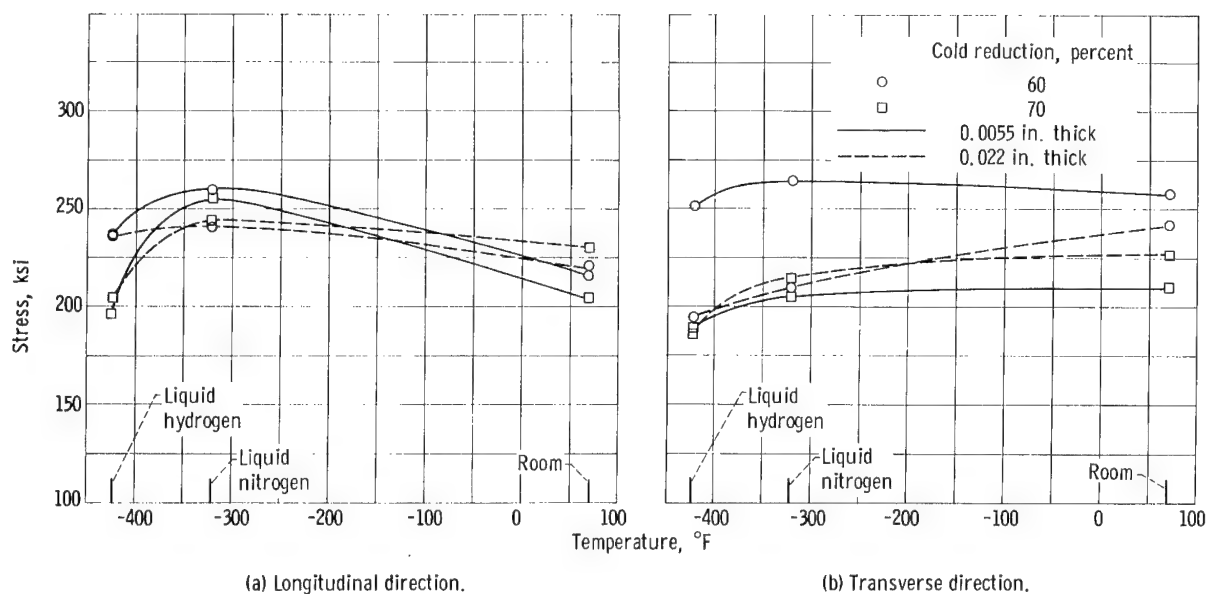 Cold reduction, percent
60
70
0.0055 in. thick
0.022 in. thick
Stress, ksi
300
250
200
150
100
Liquid
hydrogen
Liquid
nitrogen
Room
-400 -300 -200 -100 0 100
Liquid
hydrogen
Liquid
nitrogen
Room
-400 -300 -200 -100 0 100
Temperature, °F
(a) Longitudinal direction.
(b) Transverse direction.